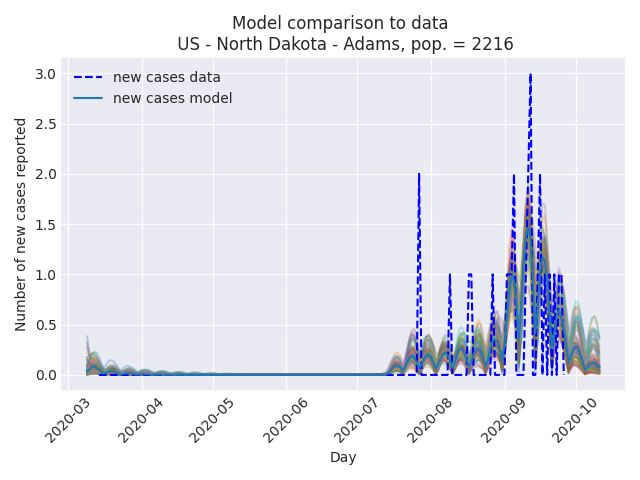 Model comparison to data
US - North Dakota - Adams, pop. = 2216
new cases data
new cases model
Number of new cases reported
3.0
2.5
2.0
1.5
1.0
0.5
0.0
2020-03
2020-04
2020-05
2020-06
2020-07
2020-08
2020-09
2020-10
Day